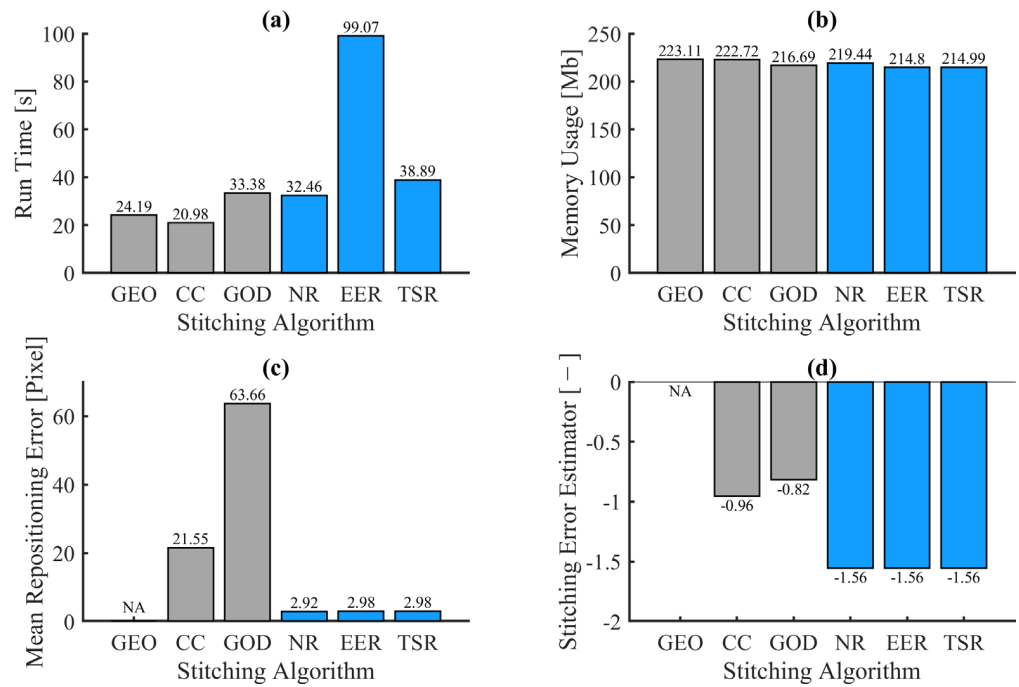 (a)
Run Time [s]
100
80
60
40
20
0
24.19
20.98
33.38
32.46
99.07
38.89
GEO CC GOD NR EER TSR
Stitching Algorithm
(b)
Memory Usage [Mb]
250
200
150
100
50
0
223.11
222.72
216.69
219.44
214.8
214.99
GEO CC GOD NR EER TSR
Stitching Algorithm
(c)
Mean Repositioning Error [Pixel]
60
40
20
0
NA
21.55
63.66
2.92
2.98
2.98
GEO CC GOD NR EER TSR
Stitching Algorithm
(d)
Stitching Error Estimator [−]
0
-0.5
-1
-1.5
-2
NA
-0.96
-0.82
-1.56
-1.56
-1.56
GEO CC GOD NR EER TSR
Stitching Algorithm